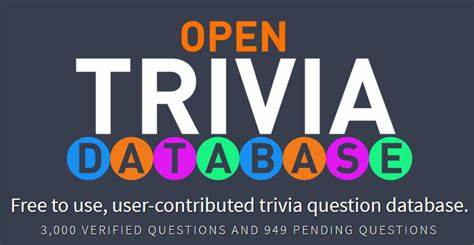 OPEN
TRIVIA
DATABASE
Free to use, user-contributed trivia question database.
3,000 VERIFIED QUESTIONS AND 949 PENDING QUESTIONS